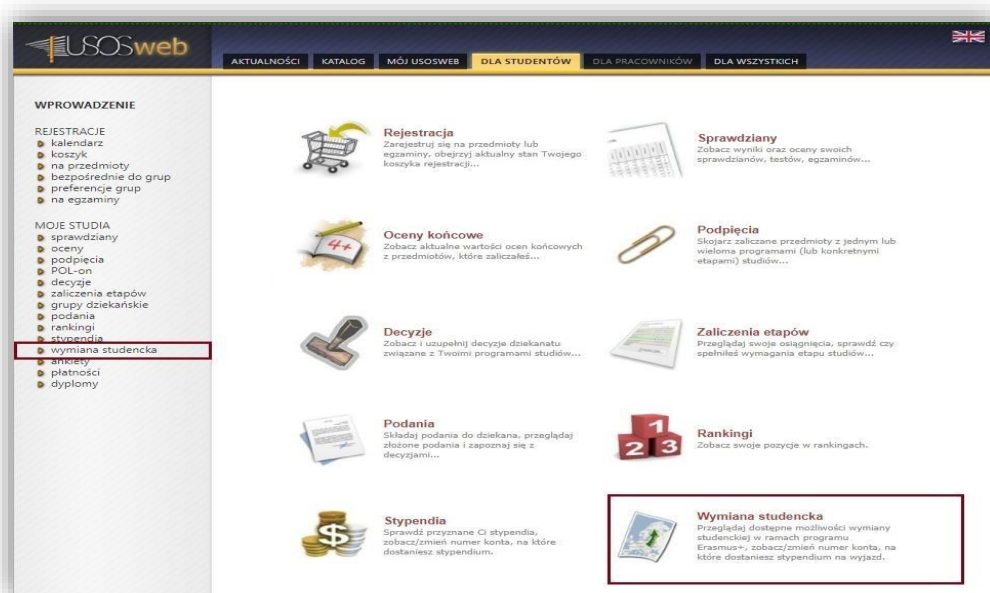 USOSweb
AKTUALNOŚCI KATALOG MÓJ USOSWEB DLA STUDENTÓW DLA PRACOWNIKÓW DLA WSZYSTKICH
WPROWADZENIE
REJESTRACJE
kalendarz
koszyk
na przedmioty
bezpośrednie do grup
preferencje grup
na egzaminy
MOJE STUDIA
sprawdziany
oceny
podpięcia
POL-on
decyzje
zaliczenia etapów
grupy dziekańskie
podania
rankingi
stypendia
wymiana studencka
ankiety
płatności
dyplomy
Rejestracja
Zarejestruj się na przedmioty lub
egzaminy, obejrzyj aktualny stan Twojego
koszyka rejestracji...
Sprawdziany
Zobacz wyniki oraz oceny swoich
sprawdzianów, testów, egzaminów...
4+
Oceny końcowe
Zobacz aktualne wartości ocen końcowych
z przedmiotów, które zaliczałeś...
Podpięcia
Skojarz zaliczane przedmioty z jednym lub
wieloma programami (lub konkretnymi
etapami) studiów...
Decyzje
Zobacz i uzupełnij decyzje dziekanatu
związane z Twoimi programami studiów...
Zaliczenia etapów
Przeglądaj swoje osiągnięcia, sprawdź czy
spełniłeś wymagania etapu studiów...
Podania
Składaj podania do dziekana, przeglądaj
złożone podania i zapoznaj się z
decyzjami...
1
2 3
Rankingi
Zobacz swoje pozycje w rankingach.
$
Stypendia
Sprawdź przyznane Ci stypendia,
zobacz/zmień numer konta, na które
dostaniesz stypendium.
Wymiana studencka
Przeglądaj dostępne możliwości wymiany
studenckiej w ramach programu
Erasmus+, zobacz/zmień numer konta, na
które dostaniesz stypendium na wyjazd.